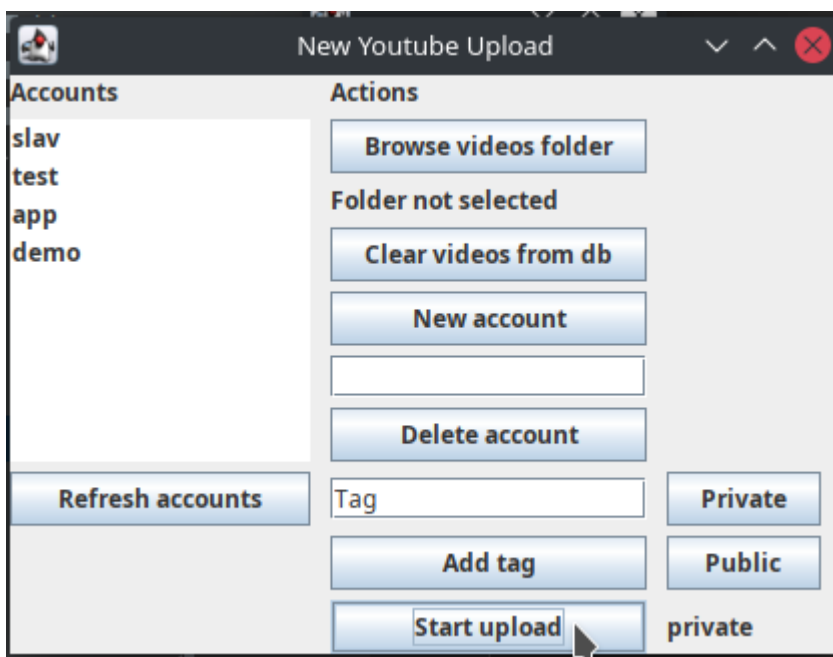 New Youtube Upload
Accounts
slav
test
app
demo
Refresh accounts
Actions
Browse videos folder
Folder not selected
Clear videos from db
New account
Delete account
Tag
Private
Add tag
Public
Start upload
private